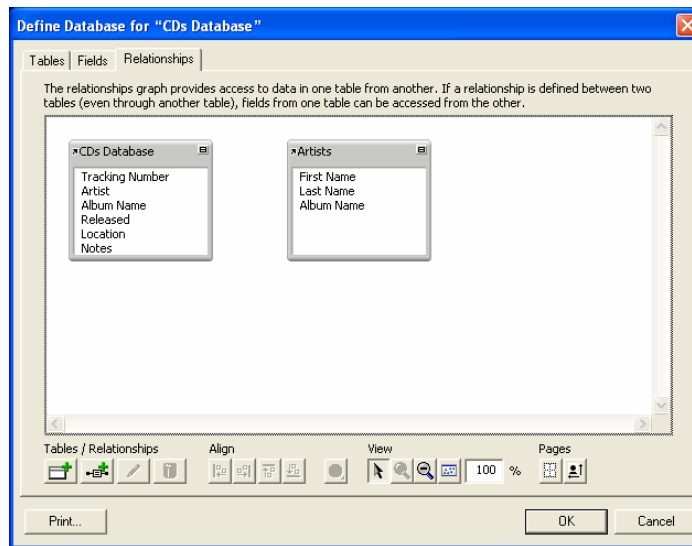 Define Database for “CDs Database”
Tables Fields Relationships
The relationships graph provides access to data in one table from another. If a relationship is defined between two
tables (even through another table), fields from one table can be accessed from the other.
CDs Database
Tracking Number
Artist
Album Name
Released
Location
Notes
Artists
First Name
Last Name
Album Name
Tables / Relationships Align View Pages
100 %
Print... OK Cancel